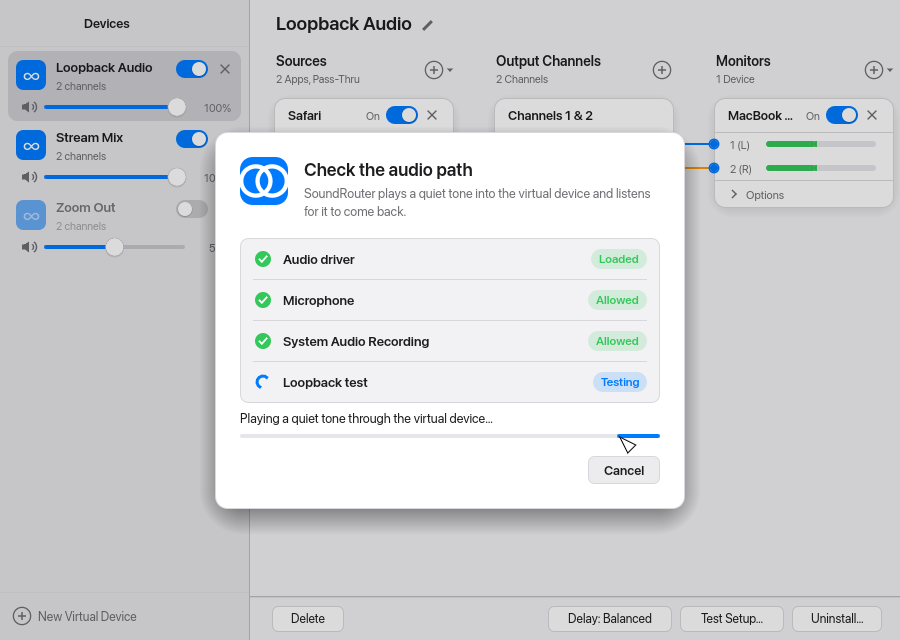 Devices
Loopback Audio
2 channels
100%
Stream Mix
2 channels
10
Zoom Out
2 channels
5
New Virtual Device
Loopback Audio
Sources
2 Apps, Pass-Thru
Output Channels
2 Channels
Monitors
1 Device
Safari
On
Channels 1 & 2
MacBook ...
On
1 (L)
2 (R)
Options
Check the audio path
SoundRouter plays a quiet tone into the virtual device and listens
for it to come back.
Audio driver
Loaded
Microphone
Allowed
System Audio Recording
Allowed
Loopback test
Testing
Playing a quiet tone through the virtual device...
Cancel
Delete
Delay: Balanced
Test Setup...
Uninstall...